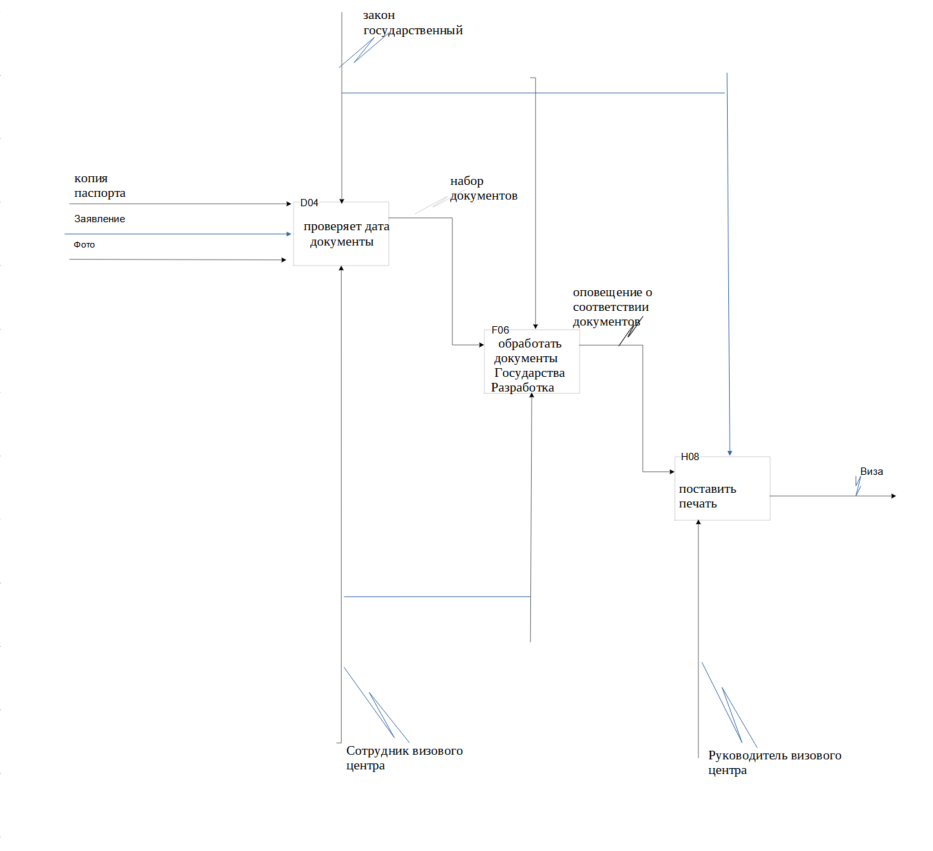 закон
государственный
копия
паспорта
Заявление
Фото
D04
проверяет дата
документы
набор
документов
оповещение о
соответствии
документов
F06
обработать
документы
Государства
Разработка
H08
поставить
печать
Виза
Сотрудник визового
центра
Руководитель визового
центра